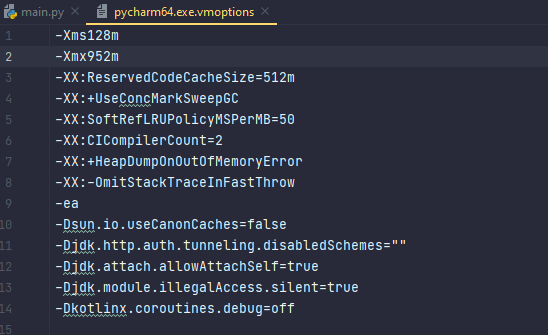 main.py
pycharm64.exe.vmoptions
1 -Xms128m
2 -Xmx952m
3 -XX:ReservedCodeCacheSize=512m
4 -XX:+UseConcMarkSweepGC
5 -XX:SoftRefLRUPolicyMSPerMB=50
6 -XX:CICompilerCount=2
7 -XX:+HeapDumpOnOutOfMemoryError
8 -XX:-OmitStackTraceInFastThrow
9 -ea
10 -Dsun.io.useCanonCaches=false
11 -Djdk.http.auth.tunneling.disabledSchemes=""
12 -Djdk.attach.allowAttachSelf=true
13 -Djdk.module.illegalAccess.silent=true
14 -Dkotlinx.coroutines.debug=off
15